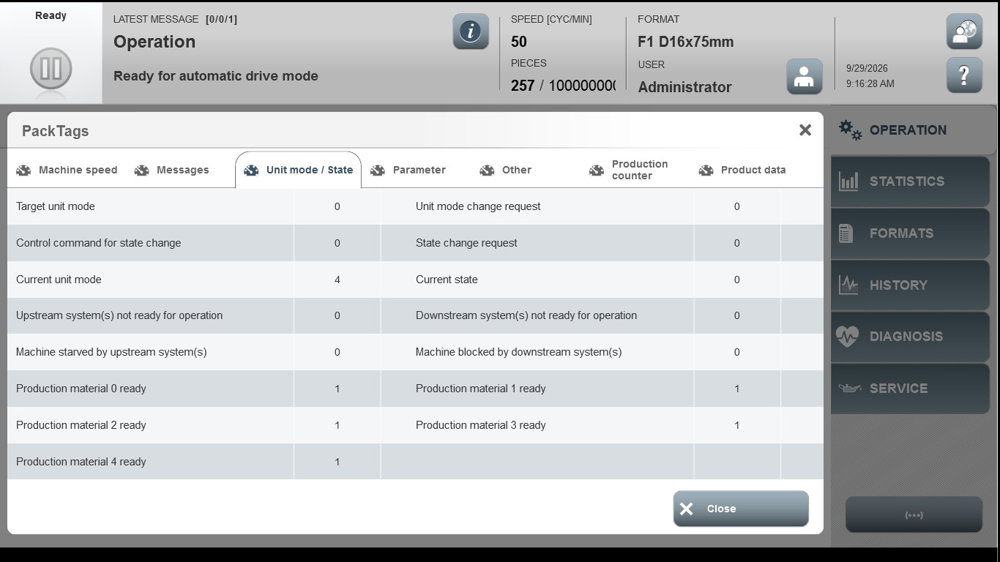 Ready
LATEST MESSAGE [0/0/1]
Operation
Ready for automatic drive mode
i
SPEED [CYC/MIN]
50
PIECES
257 / 10000000
FORMAT
F1 D16x75mm
USER
Administrator
9/29/2026
9:16:28 AM
?
PackTags
Machine speed
Messages
Unit mode / State
Parameter
Other
Production
counter
Product data
Target unit mode 0 Unit mode change request 0
Control command for state change 0 State change request 0
Current unit mode 4 Current state 0
Upstream system(s) not ready for operation 0 Downstream system(s) not ready for operation 0
Machine starved by upstream system(s) 0 Machine blocked by downstream system(s) 0
Production material 0 ready 1 Production material 1 ready 1
Production material 2 ready 1 Production material 3 ready 1
Production material 4 ready 1
Close
OPERATION
STATISTICS
FORMATS
HISTORY
DIAGNOSIS
SERVICE
(•••)